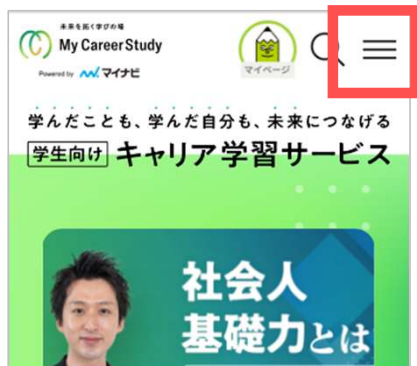 未来を拓く学びの場
My CareerStudy
Powered by マイナビ
マイページ
学んだことも、学んだ自分も、未来につなげる
学生向け キャリア学習サービス
社会人
基礎力とは